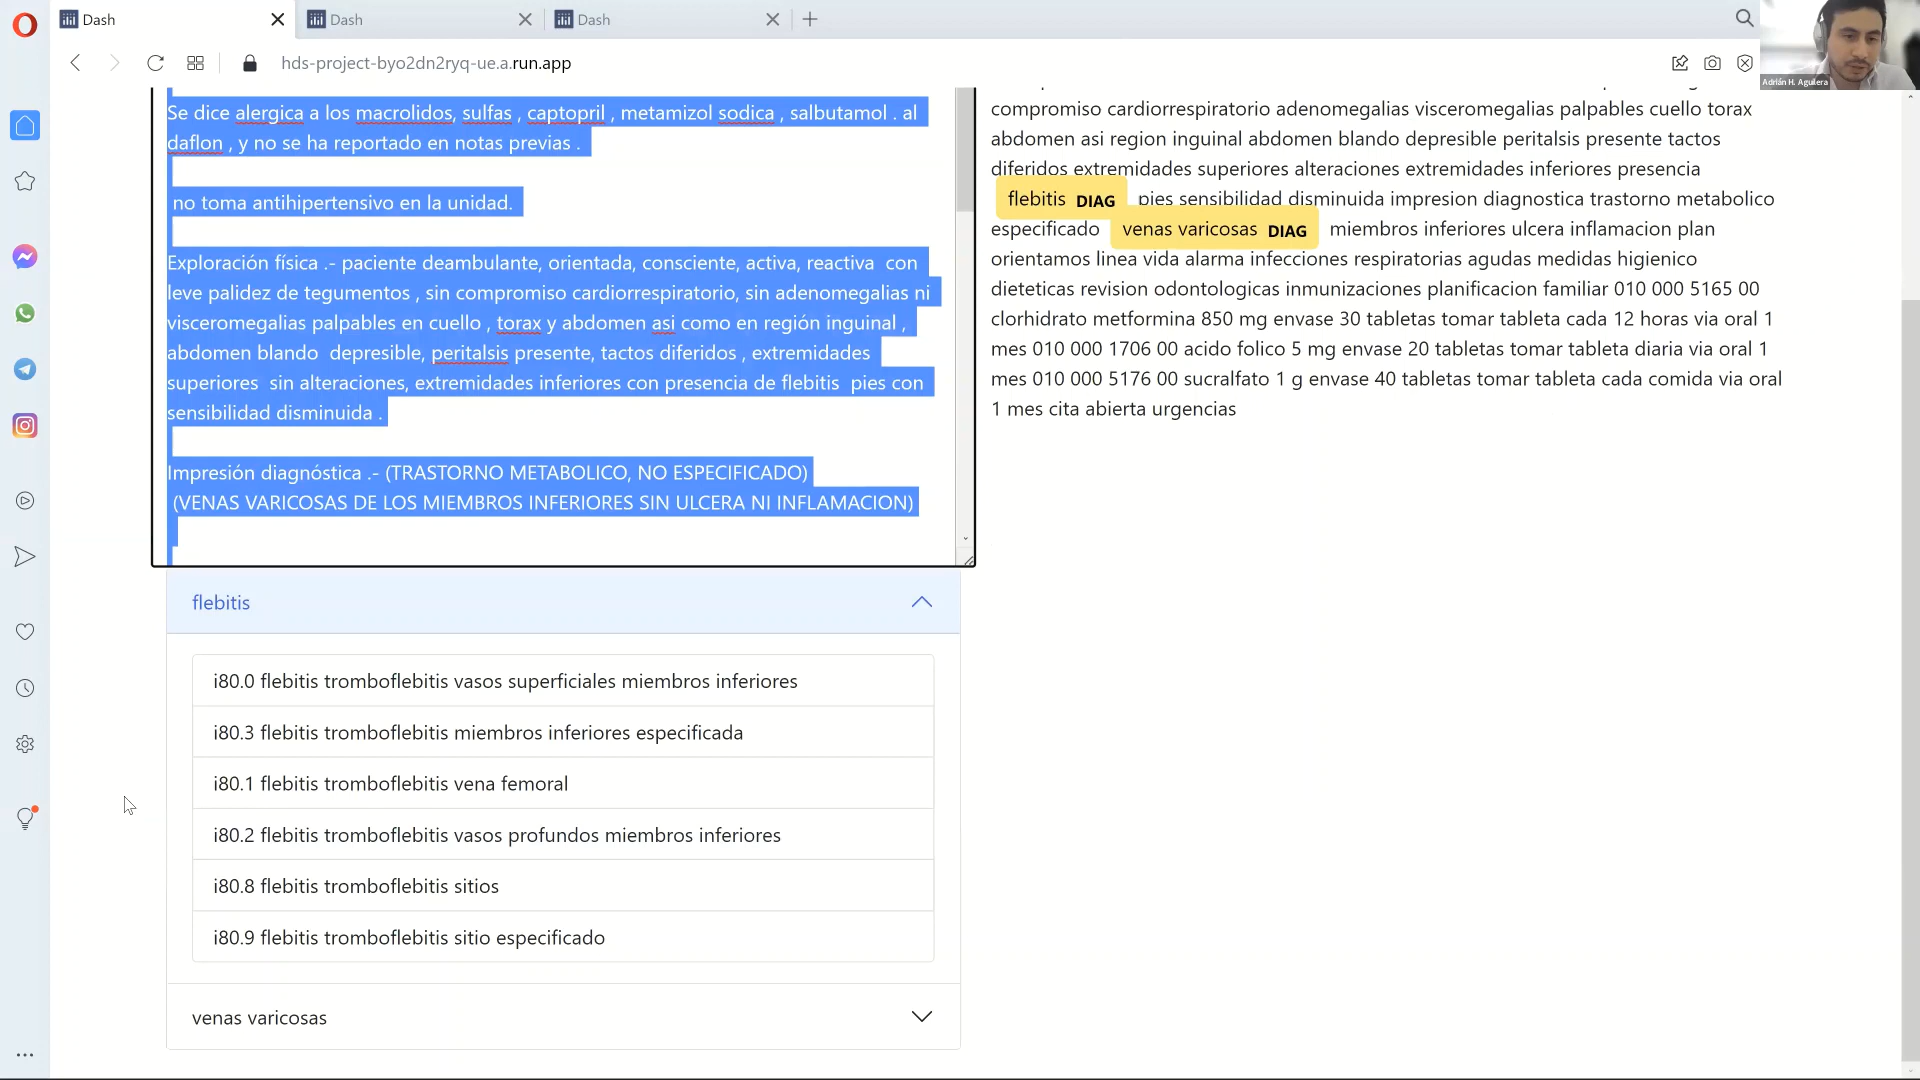 Dash
Dash
Dash
hds-project-byo2dn2ryq-ue.a.run.app
Adrián H. Aguilera
Se dice alergica a los macrolidos, sulfas , captopril , metamizol sodica , salbutamol . al
daflon , y no se ha reportado en notas previas .
no toma antihipertensivo en la unidad.
Exploración física .- paciente deambulante, orientada, consciente, activa, reactiva con
leve palidez de tegumentos , sin compromiso cardiorrespiratorio, sin adenomegalias ni
visceromegalias palpables en cuello , torax y abdomen asi como en región inguinal ,
abdomen blando depresible, peritalsis presente, tactos diferidos , extremidades
superiores sin alteraciones, extremidades inferiores con presencia de flebitis pies con
sensibilidad disminuida .
Impresión diagnóstica .- (TRASTORNO METABOLICO, NO ESPECIFICADO)
(VENAS VARICOSAS DE LOS MIEMBROS INFERIORES SIN ULCERA NI INFLAMACION)
flebitis
i80.0 flebitis tromboflebitis vasos superficiales miembros inferiores
i80.3 flebitis tromboflebitis miembros inferiores especificada
i80.1 flebitis tromboflebitis vena femoral
i80.2 flebitis tromboflebitis vasos profundos miembros inferiores
i80.8 flebitis tromboflebitis sitios
i80.9 flebitis tromboflebitis sitio especificado
venas varicosas
compromiso cardiorrespiratorio adenomegalias visceromegalias palpables cuello torax
abdomen asi region inguinal abdomen blando depresible peritalsis presente tactos
diferidos extremidades superiores alteraciones extremidades inferiores presencia
flebitis DIAG pies sensibilidad disminuida impresion diagnostica trastorno metabolico
especificado venas varicosas DIAG miembros inferiores ulcera inflamacion plan
orientamos linea vida alarma infecciones respiratorias agudas medidas higienico
dieteticas revision odontologicas inmunizaciones planificacion familiar 010 000 5165 00
clorhidrato metformina 850 mg envase 30 tabletas tomar tableta cada 12 horas via oral 1
mes 010 000 1706 00 acido folico 5 mg envase 20 tabletas tomar tableta diaria via oral 1
mes 010 000 5176 00 sucralfato 1 g envase 40 tabletas tomar tableta cada comida via oral
1 mes cita abierta urgencias